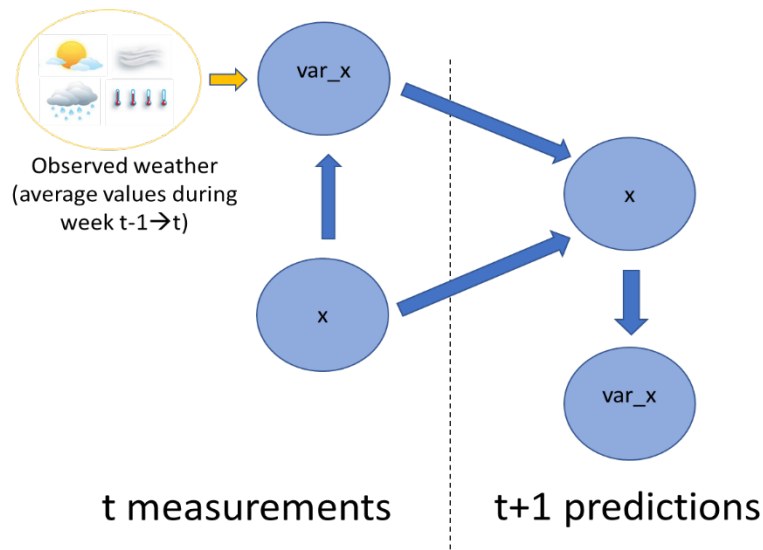 var_x
Observed weather
(average values during
week t-1→t)
x
x
var_x
t measurements
t+1 predictions